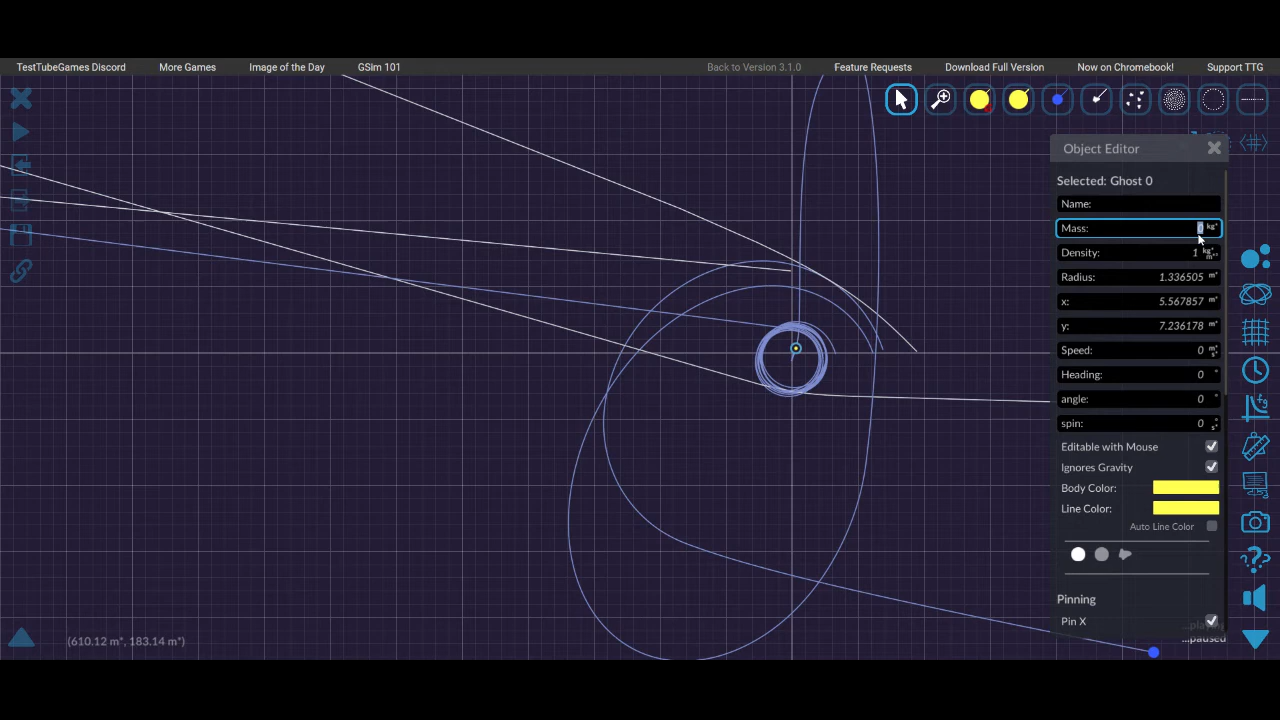 TestTubeGames Discord More Games Image of the Day GSim 101 Back to Version 3.1.0 Feature Requests Download Full Version Now on Chromebook! Support TTG
Object Editor
Selected: Ghost 0
Name:
Mass: 0 kg*
Density: 1
Radius: 1.336505 m*
x: 5.567857 m*
y: 7.236178 m*
Speed: 0 m*/s*
Heading: 0 °
angle: 0 °
spin: 0 °/s*
Editable with Mouse
Ignores Gravity
Body Color:
Line Color:
Auto Line Color
Pinning
Pin X
...paused
(610.12 m*, 183.14 m*)